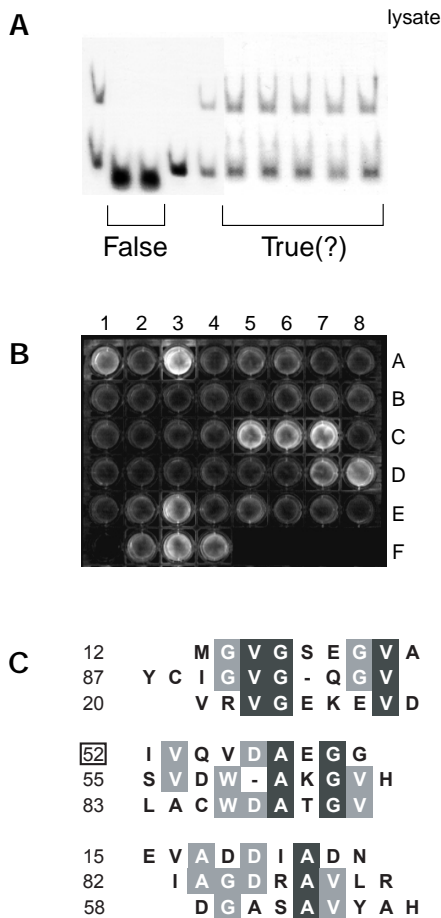 A
lysate
False True(?)
1 2 3 4 5 6 7 8
B
A
B
C
D
E
F
C
12 M G V G S E G V A
87 Y C I G V G - Q G V
20 V R V G E K E V D
52 I V Q V D A E G G
55 S V D W - A K G V H
83 L A C W D A T G V
15 E V A D D I A D N
82 I A G D R A V L R
58 D G A S A V Y A H